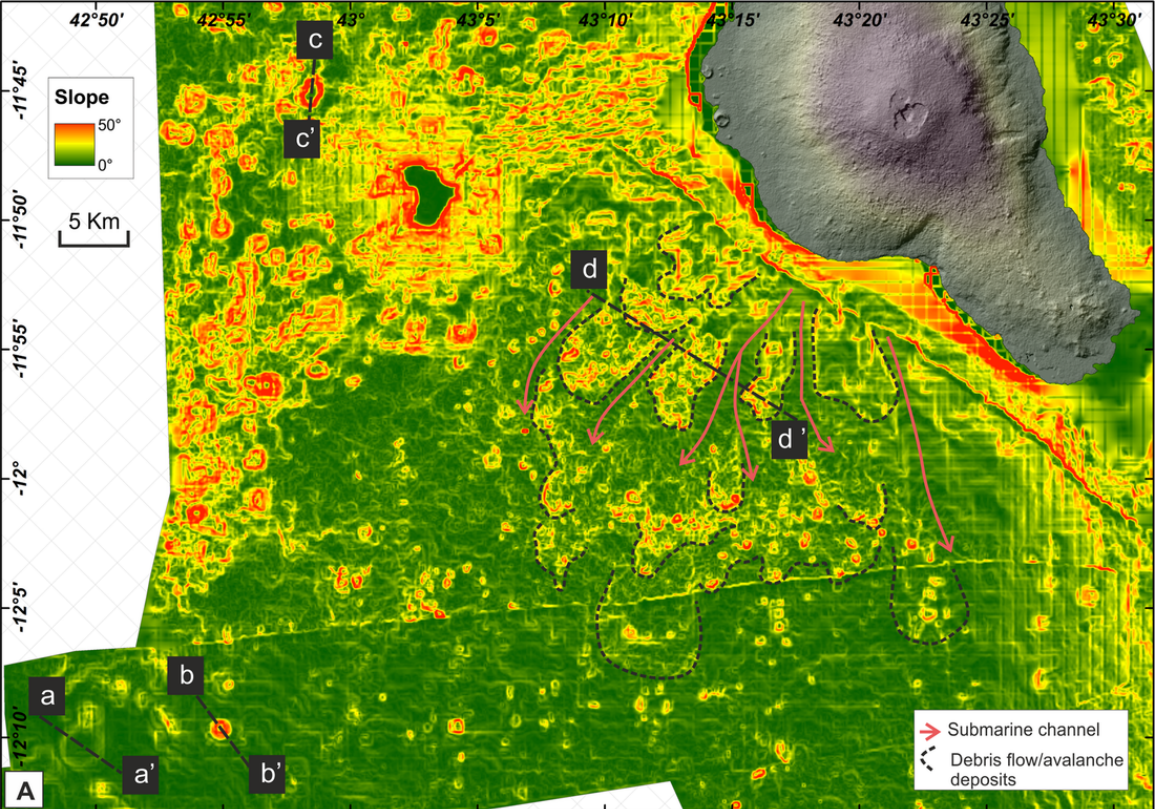 42°50' 42°55' 43° 43°5' 43°10' 43°15' 43°20' 43°25' 43°30'
c
-11°45'
Slope
50°
0°
c'
-11°50'
5 Km
d
-11°55'
d '
-12°
-12°5'
b
a
-12°10'
a'
b'
Submarine channel
Debris flow/avalanche
deposits
A